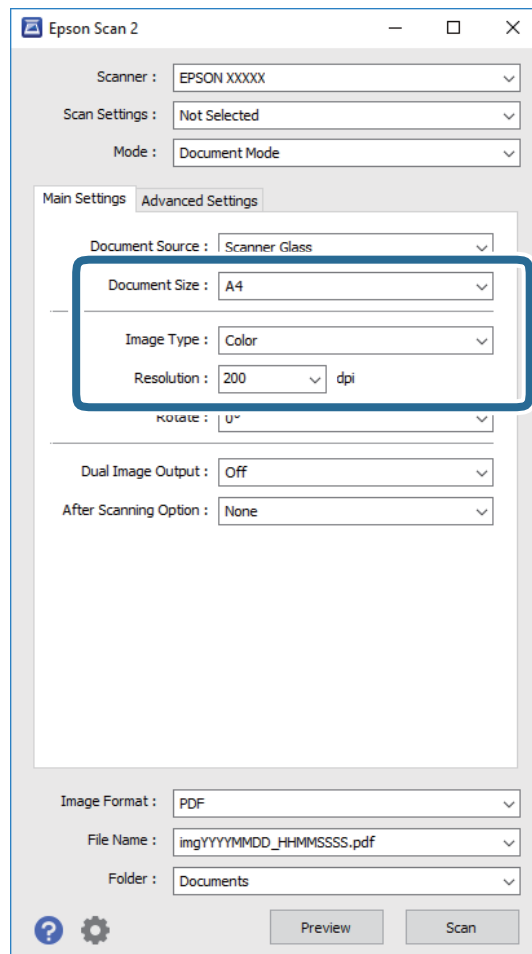 Epson Scan 2
Scanner : EPSON XXXXX
Scan Settings : Not Selected
Mode : Document Mode
Main Settings Advanced Settings
Document Source : Scanner Glass
Document Size : A4
Image Type : Color
Resolution : 200 dpi
Rotate : 0°
Dual Image Output : Off
After Scanning Option : None
Image Format : PDF
File Name : imgYYYYMMDD_HHMMSSSS.pdf
Folder : Documents
? Preview Scan